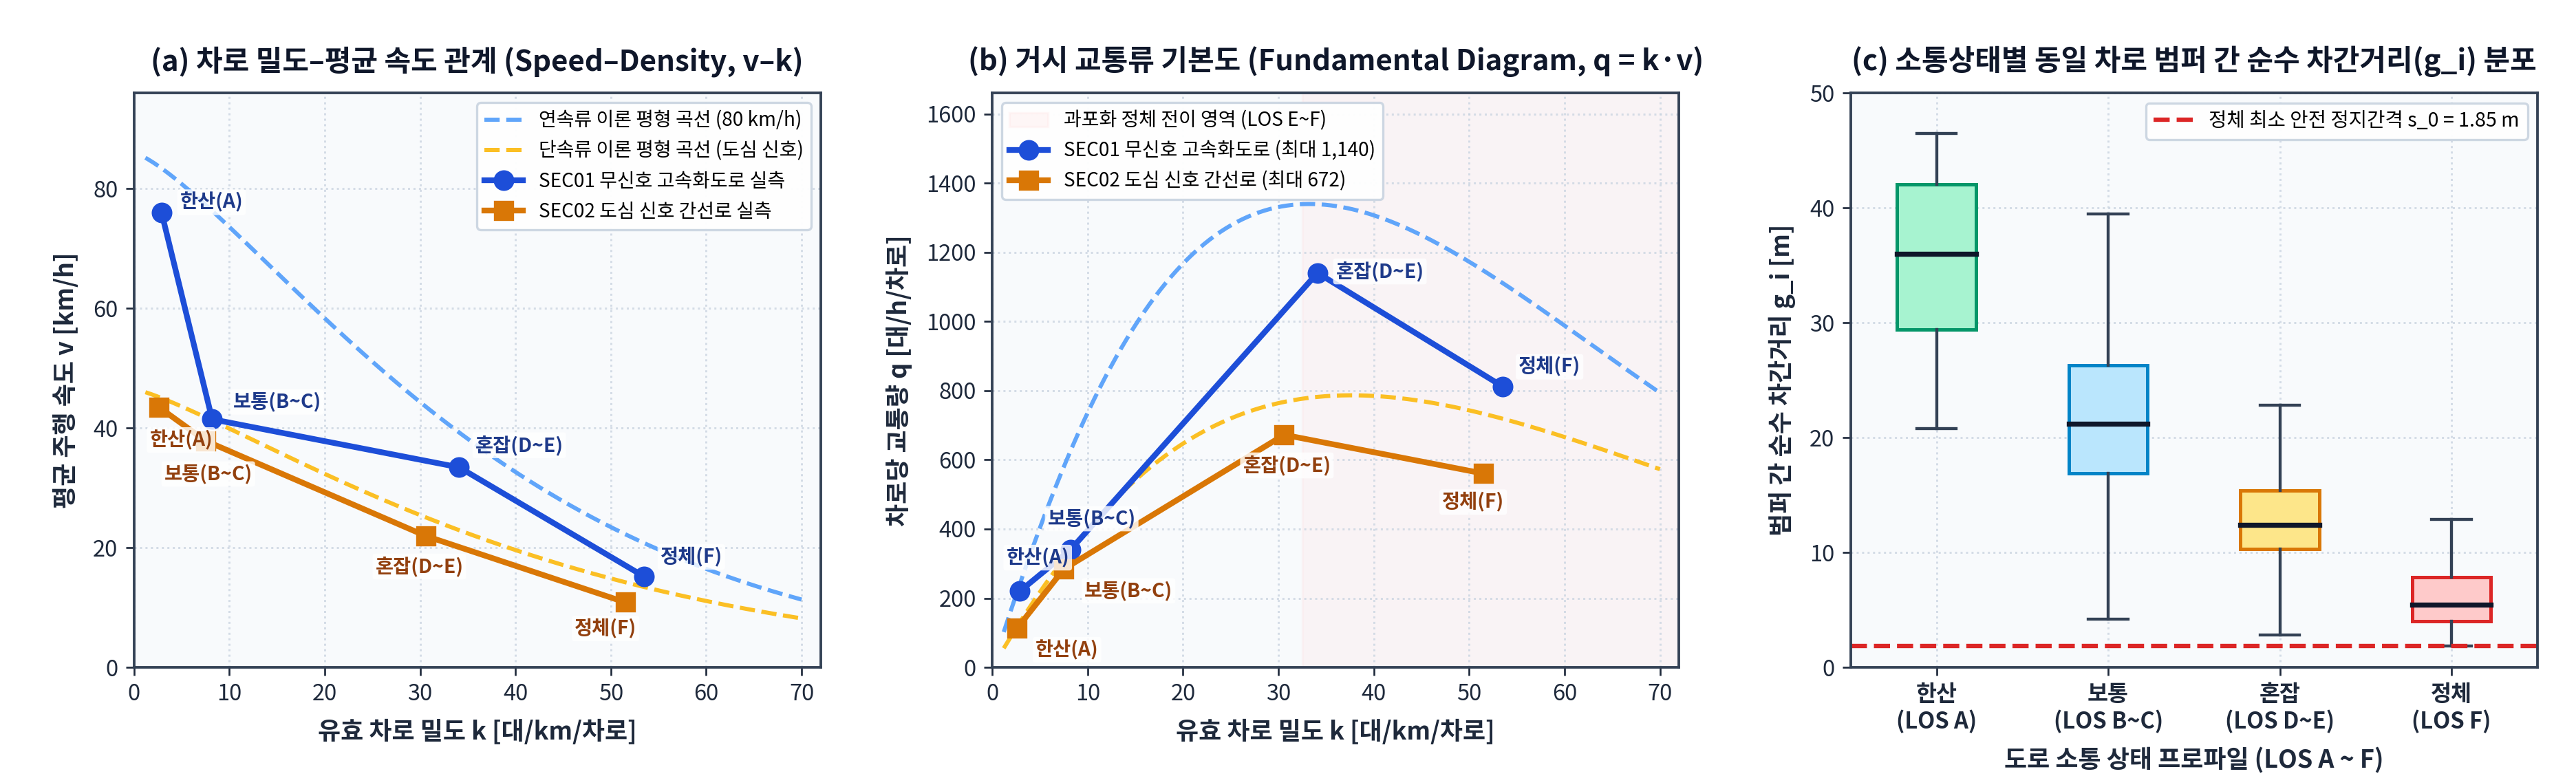 (a) 차로 밀도–평균 속도 관계 (Speed–Density, v–k)
연속류 이론 평형 곡선 (80 km/h)
단속류 이론 평형 곡선 (도심 신호)
SEC01 무신호 고속화도로 실측
SEC02 도심 신호 간선로 실측
한산(A)
보통(B~C)
혼잡(D~E)
정체(F)
한산(A)
보통(B~C)
혼잡(D~E)
정체(F)
평균 주행 속도 v [km/h]
80
60
40
20
0
0 10 20 30 40 50 60 70
유효 차로 밀도 k [대/km/차로]
(b) 거시 교통류 기본도 (Fundamental Diagram, q = k·v)
과포화 정체 전이 영역 (LOS E~F)
SEC01 무신호 고속화도로 (최대 1,140)
SEC02 도심 신호 간선로 (최대 672)
혼잡(D~E)
정체(F)
보통(B~C)
한산(A)
혼잡(D~E)
정체(F)
보통(B~C)
한산(A)
차로당 교통량 q [대/h/차로]
1600
1400
1200
1000
800
600
400
200
0
0 10 20 30 40 50 60 70
유효 차로 밀도 k [대/km/차로]
(c) 소통상태별 동일 차로 범퍼 간 순수 차간거리(g_i) 분포
정체 최소 안전 정지간격 s_0 = 1.85 m
범퍼 간 순수 차간거리 g_i [m]
50
40
30
20
10
0
한산 보통 혼잡 정체
(LOS A) (LOS B~C) (LOS D~E) (LOS F)
도로 소통 상태 프로파일 (LOS A ~ F)